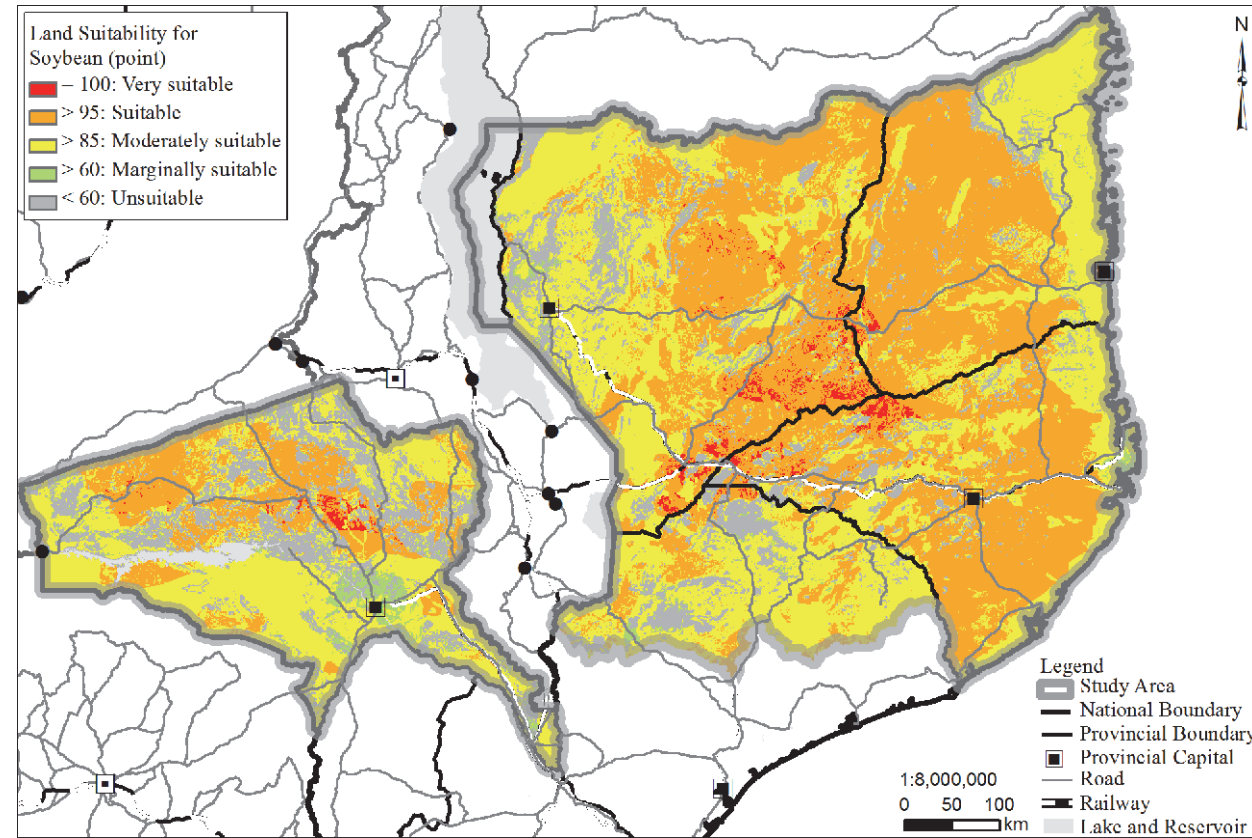 Land Suitability for
Soybean (point)
– 100: Very suitable
> 95: Suitable
> 85: Moderately suitable
> 60: Marginally suitable
< 60: Unsuitable
N
Legend
Study Area
National Boundary
Provincial Boundary
Provincial Capital
Road
Railway
Lake and Reservoir
1:8,000,000
0 50 100
km